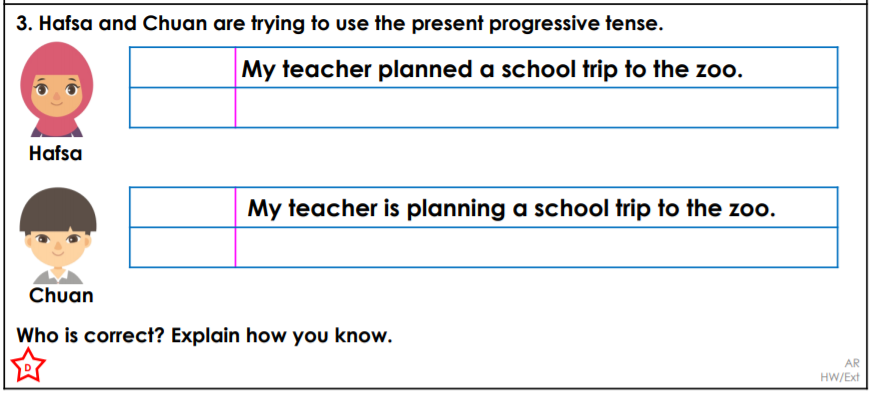 3. Hafsa and Chuan are trying to use the present progressive tense.
My teacher planned a school trip to the zoo.
Hafsa
My teacher is planning a school trip to the zoo.
Chuan
Who is correct? Explain how you know.
D
AR
HW/Ext